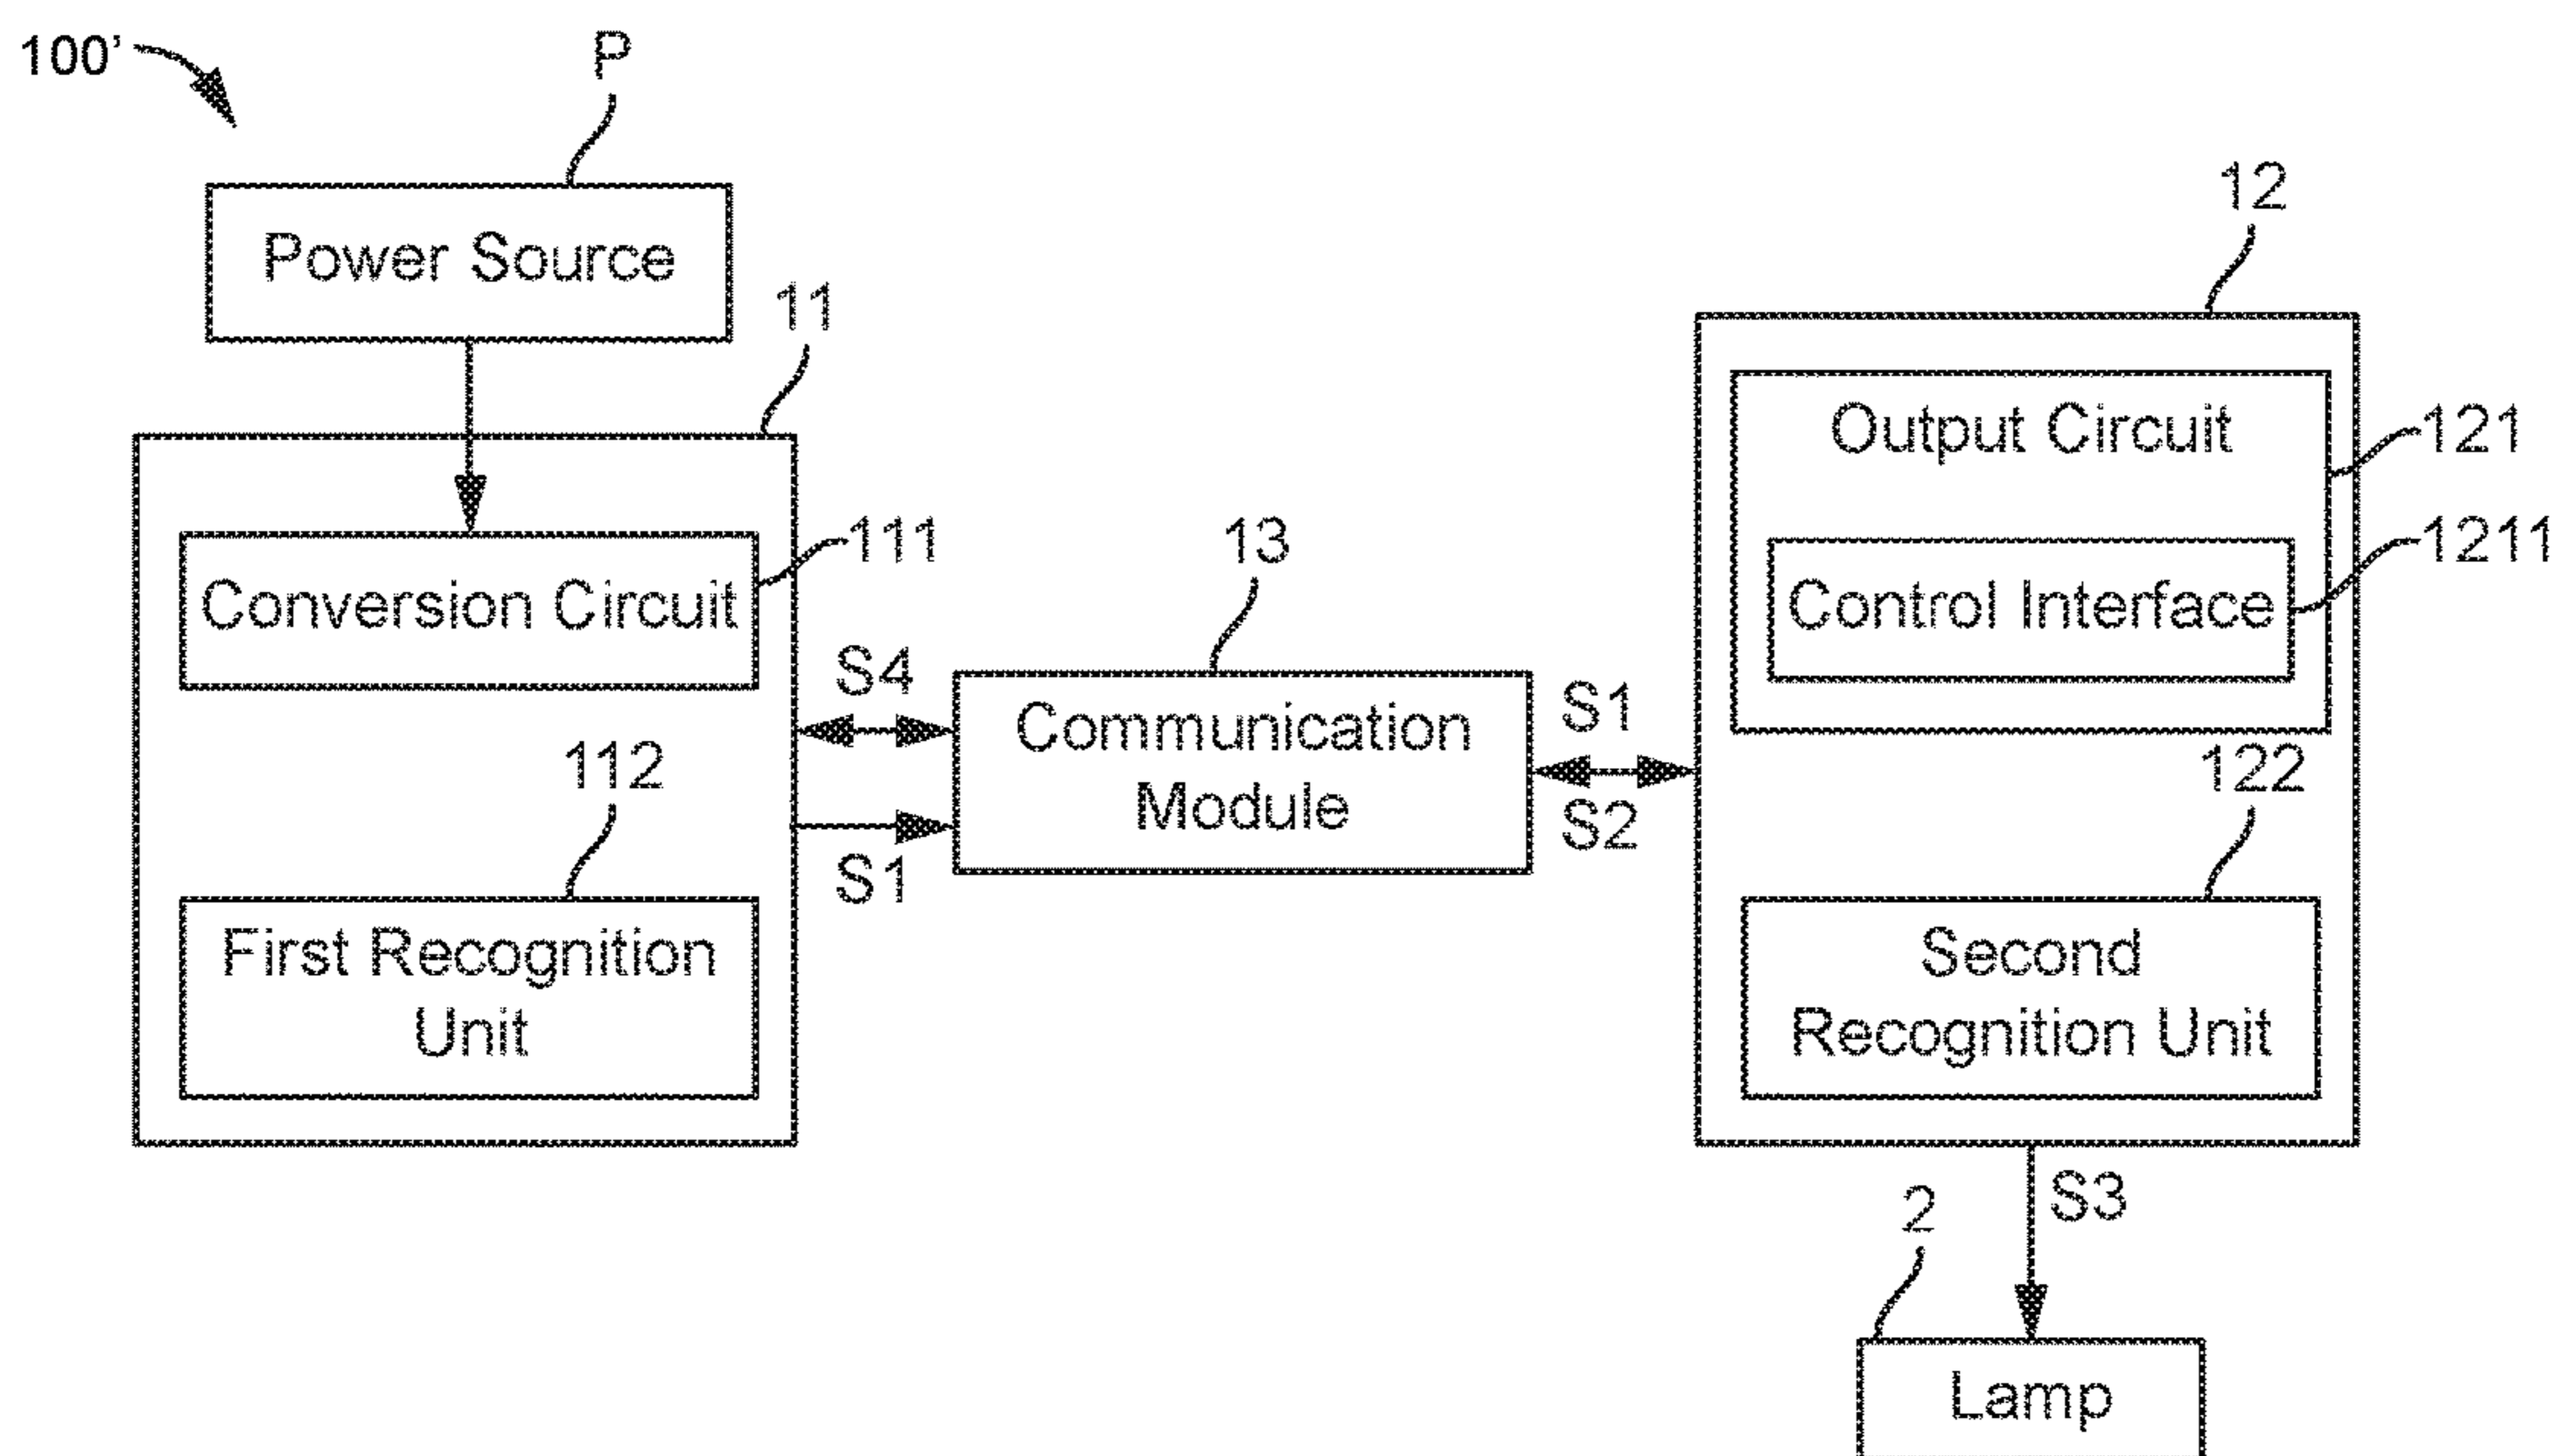 100’
P
Power Source
11
12
Output Circuit
121
Conversion Circuit
111
13
Control Interface
1211
S4
Communication
Module
S1
S1
S2
112
122
First Recognition
Unit
Second
Recognition Unit
2
S3
Lamp